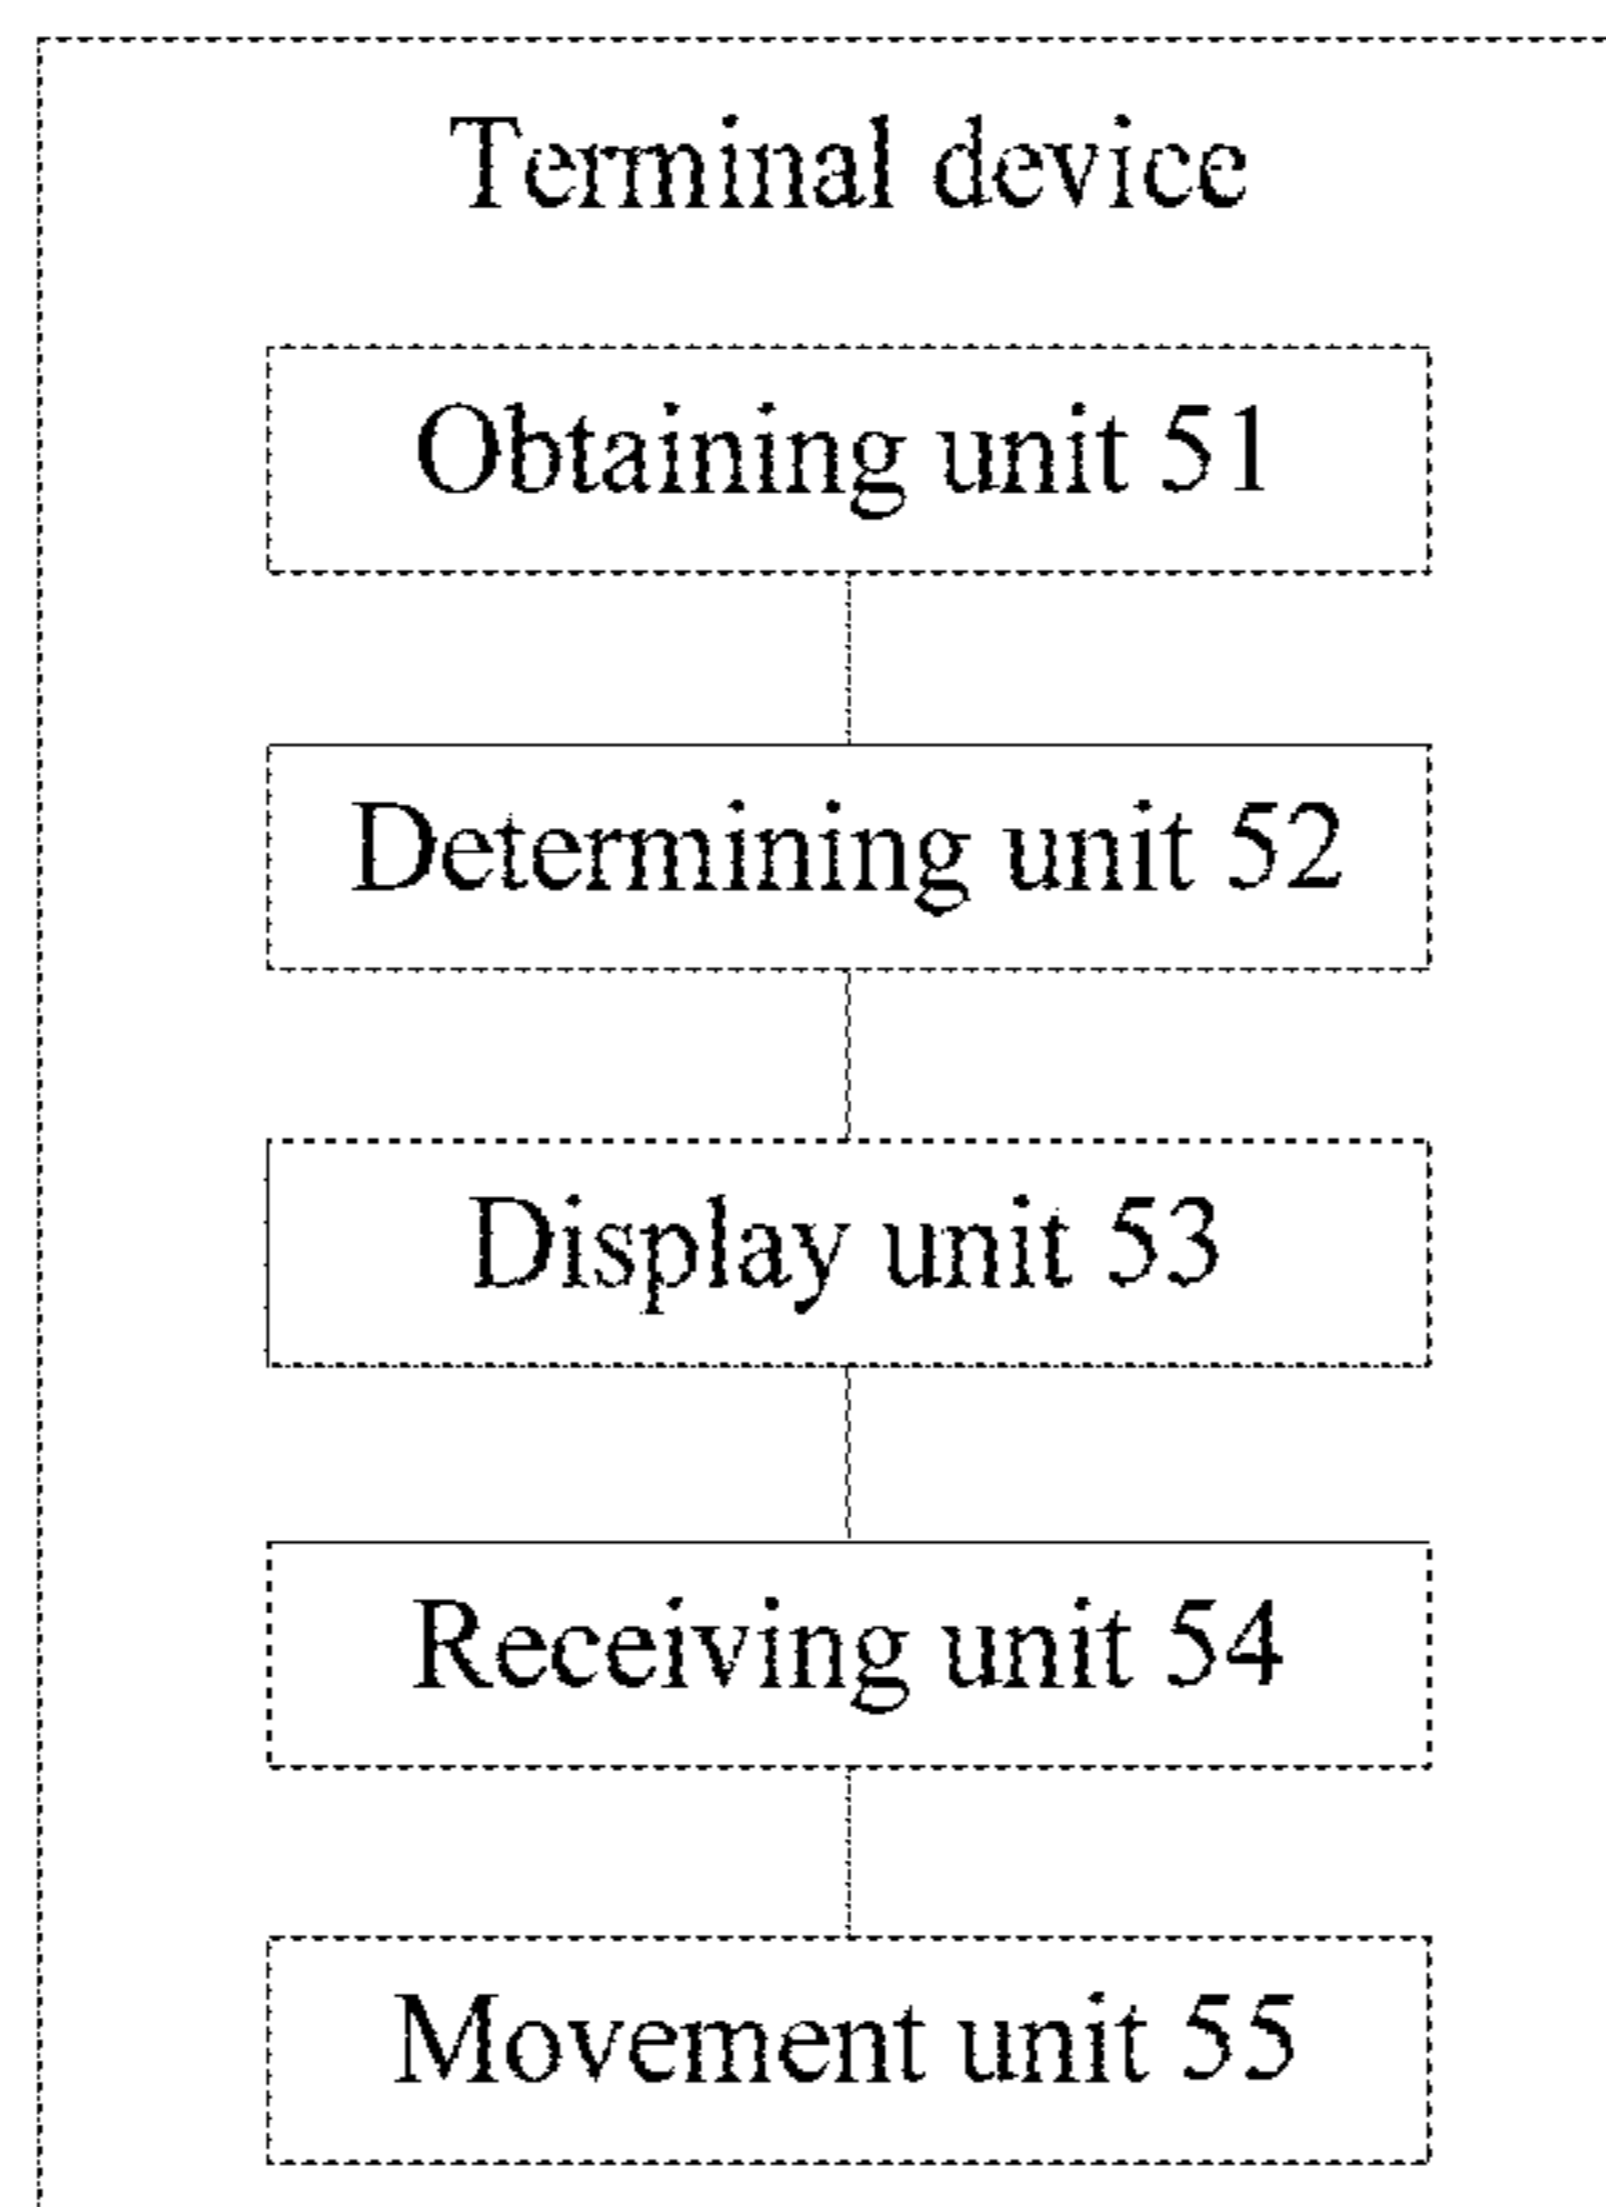 Terminal device
Obtaining unit 51
Determining unit 52
Display unit 53
Receiving unit 54
Movement unit 55